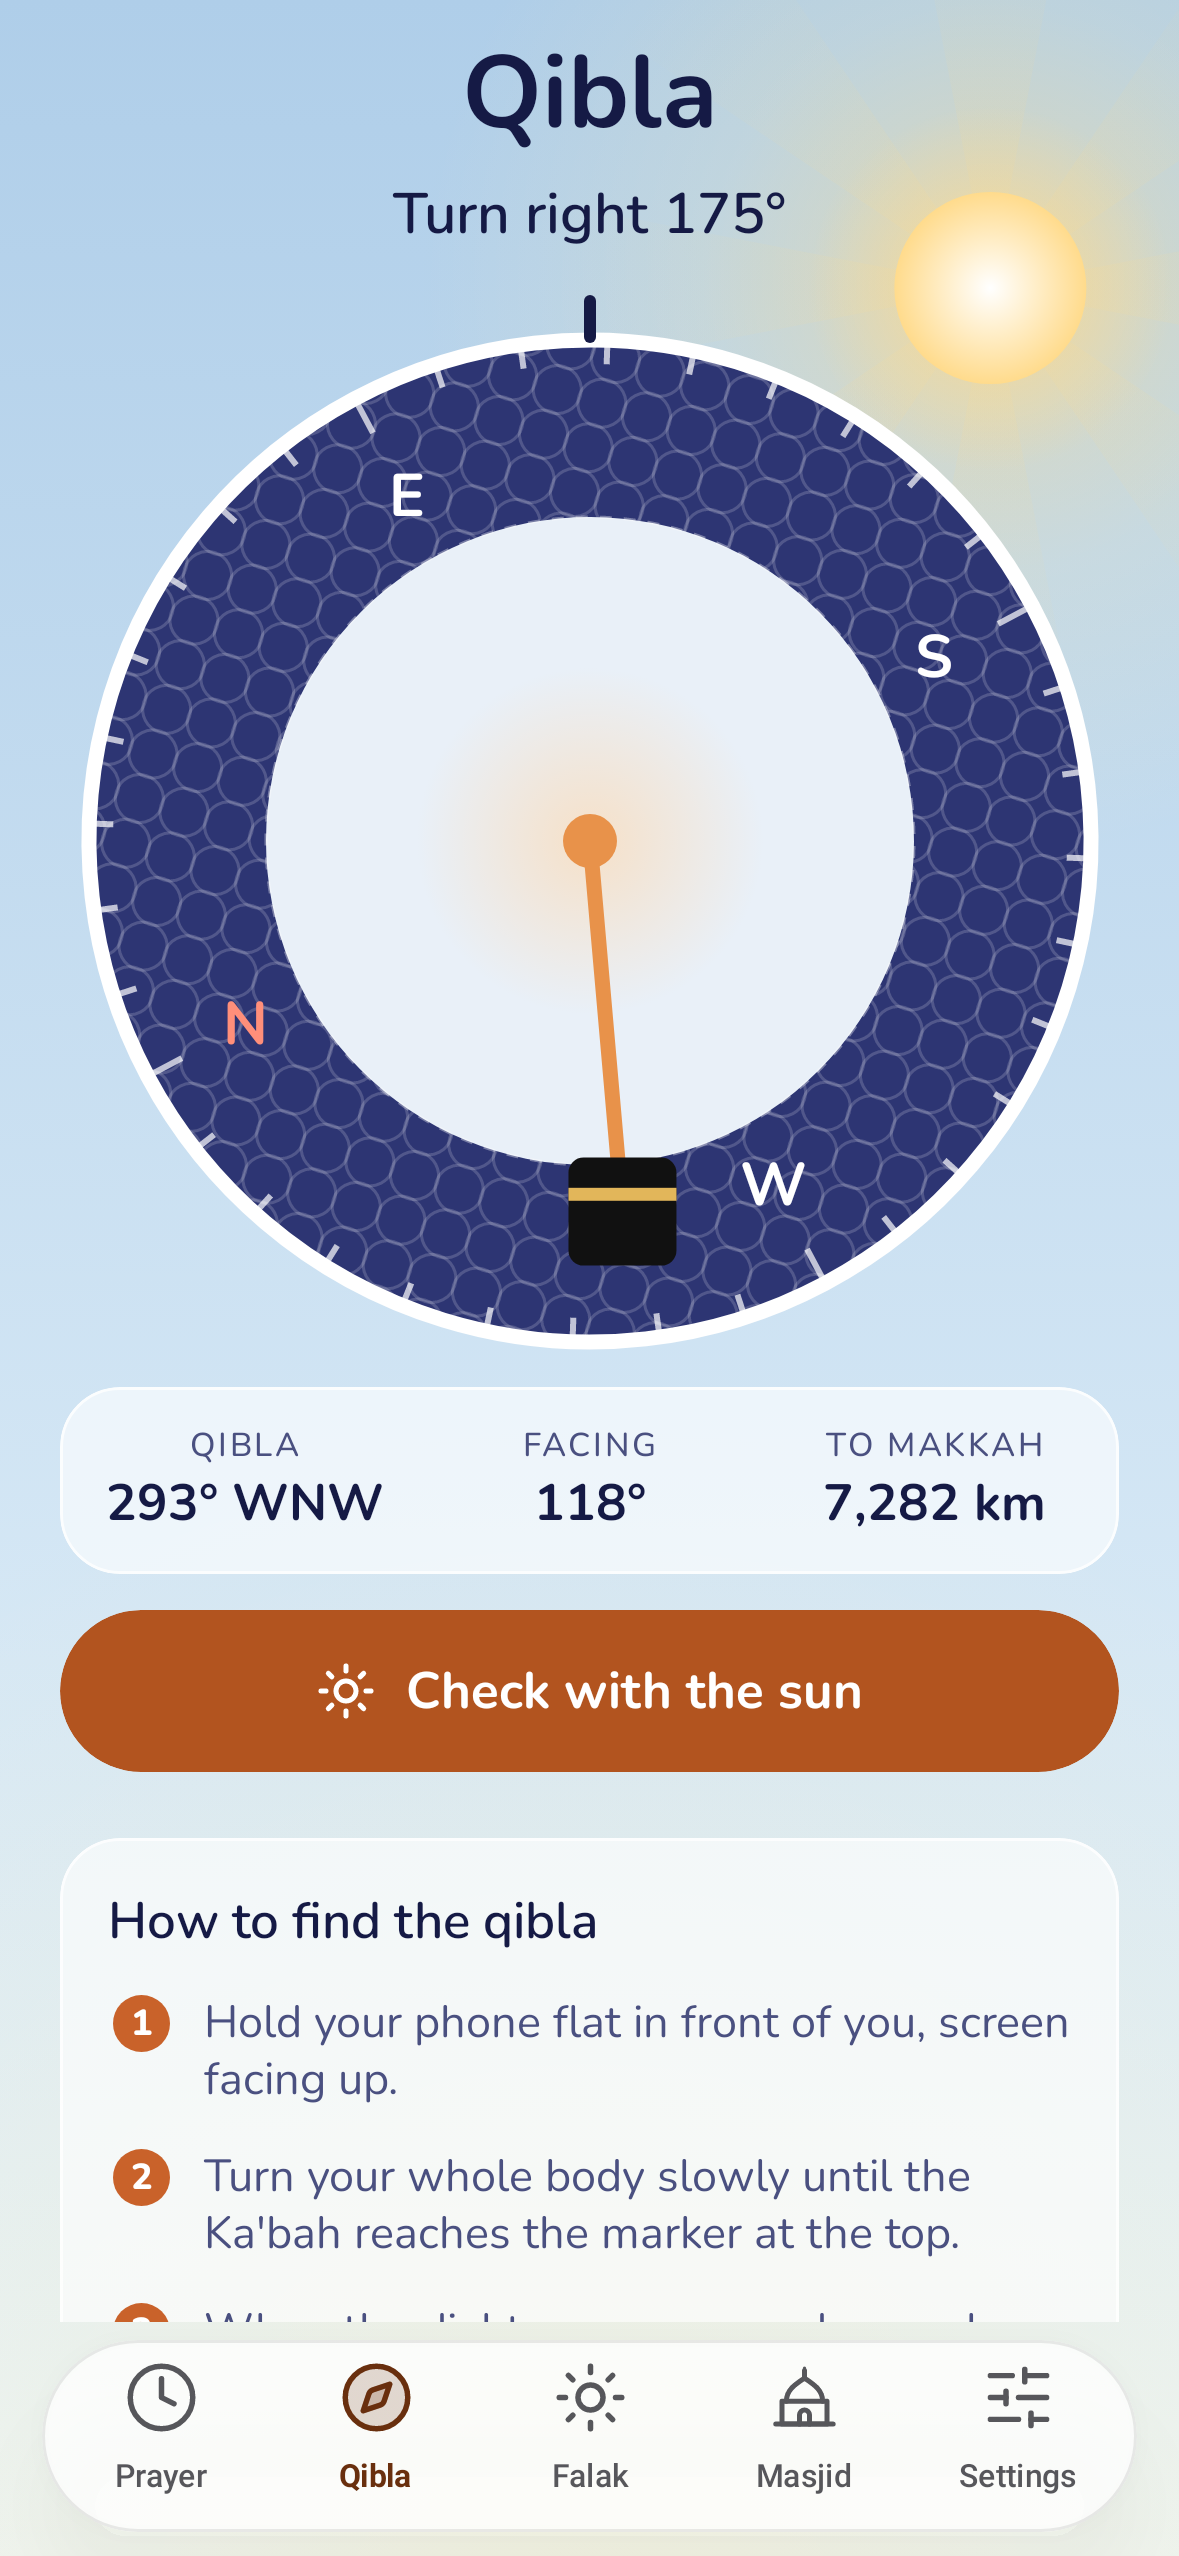 Qibla
Turn right 175°
E
S
N
W
QIBLA
293° WNW
FACING
118°
TO MAKKAH
7,282 km
Check with the sun
How to find the qibla
1
Hold your phone flat in front of you, screen
facing up.
2
Turn your whole body slowly until the
Ka'bah reaches the marker at the top.
Prayer
Qibla
Falak
Masjid
Settings